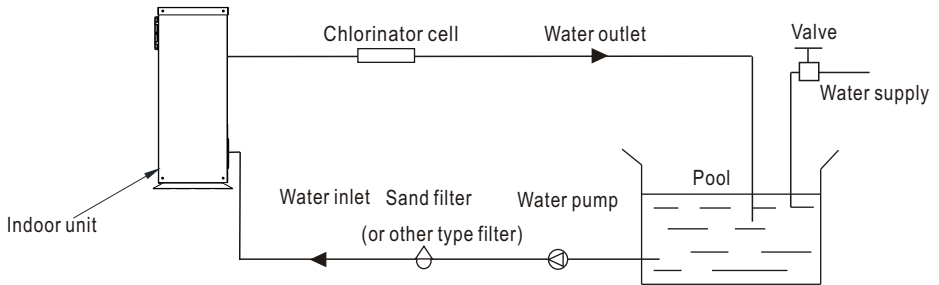 Chlorinator cell
Water outlet
Valve
Water supply
Pool
Water inlet
Sand filter
(or other type filter)
Water pump
Indoor unit